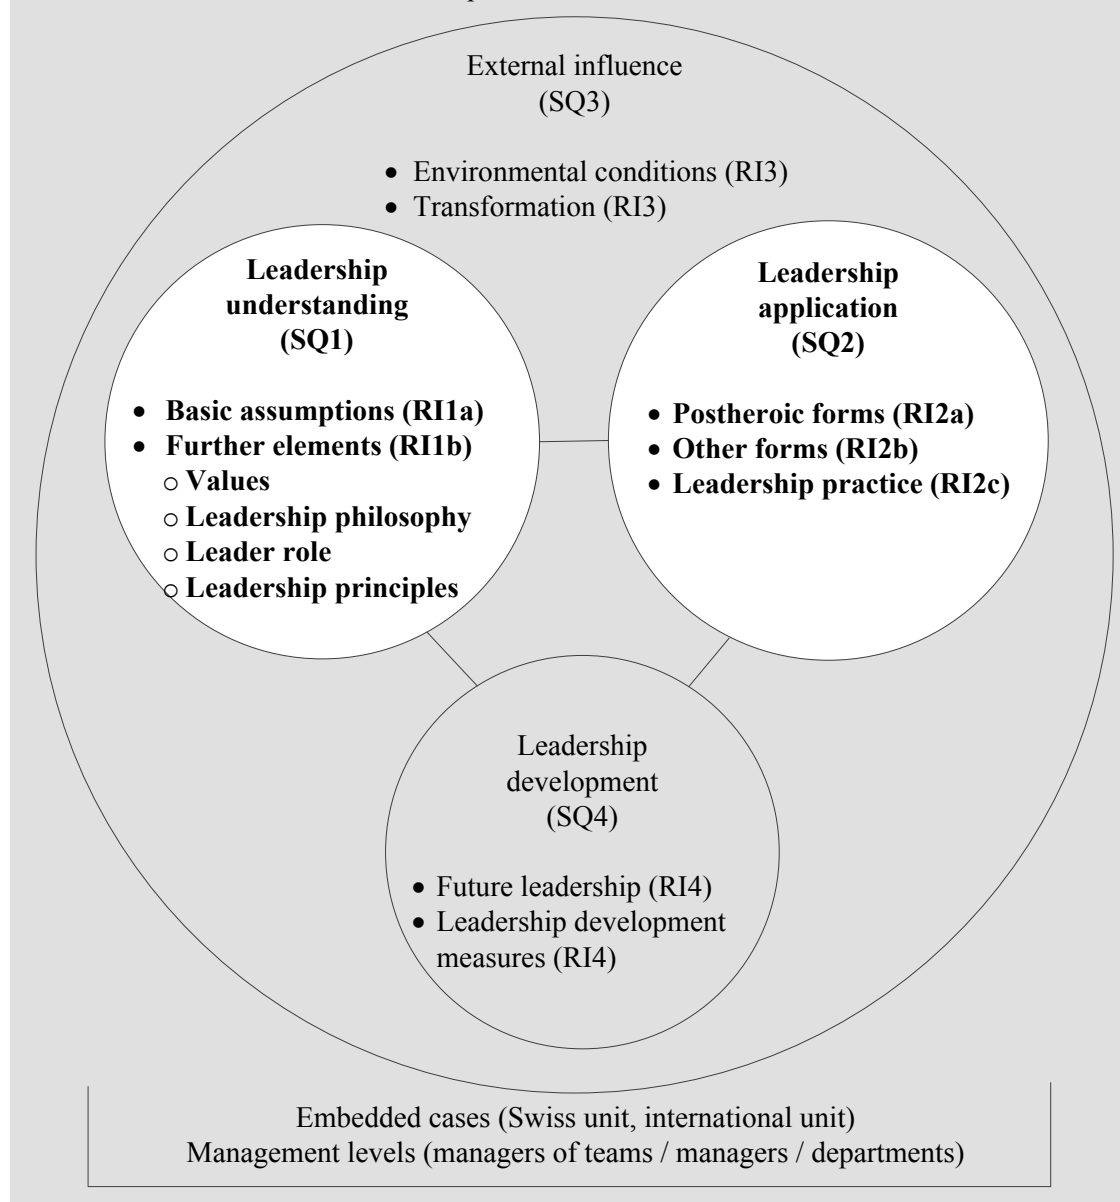 External influence
(SQ3)
• Environmental conditions (RI3)
• Transformation (RI3)
Leadership
understanding
(SQ1)
• Basic assumptions (RI1a)
• Further elements (RI1b)
o Values
o Leadership philosophy
o Leader role
o Leadership principles
Leadership
application
(SQ2)
• Postheroic forms (RI2a)
• Other forms (RI2b)
• Leadership practice (RI2c)
Leadership
development
(SQ4)
• Future leadership (RI4)
• Leadership development
measures (RI4)
Embedded cases (Swiss unit, international unit)
Management levels (managers of teams / managers / departments)